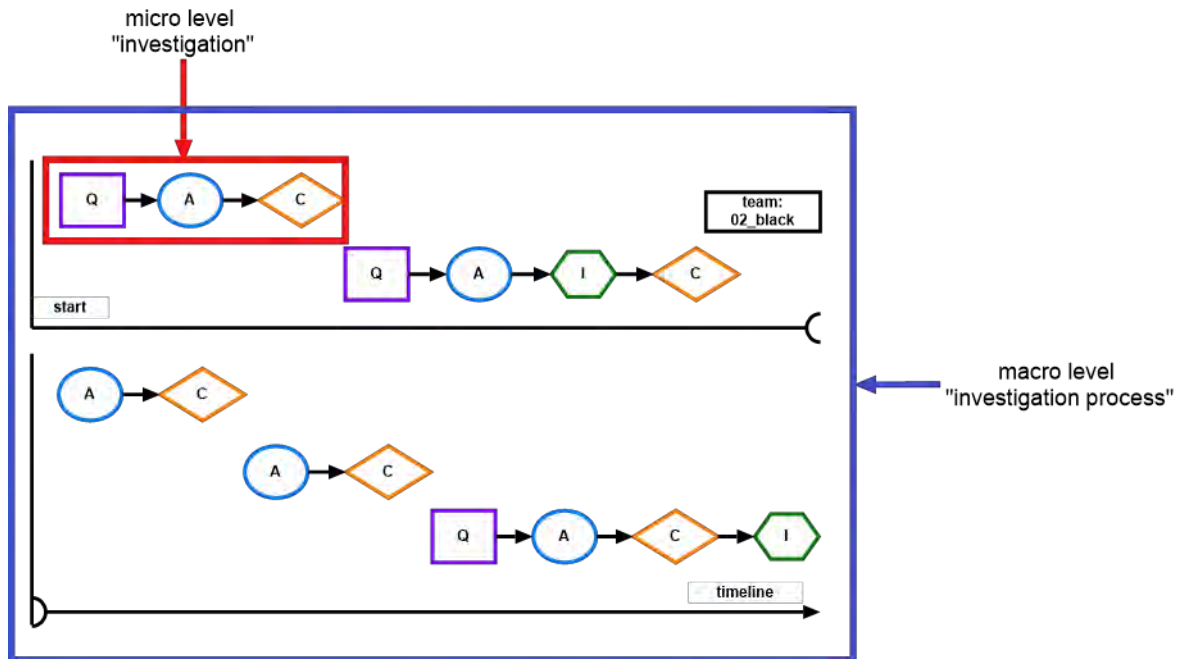 micro level
"investigation"
Q A C
team:
02_black
Q A I C
start
A C
macro level
"investigation process"
A C
Q A C I
timeline